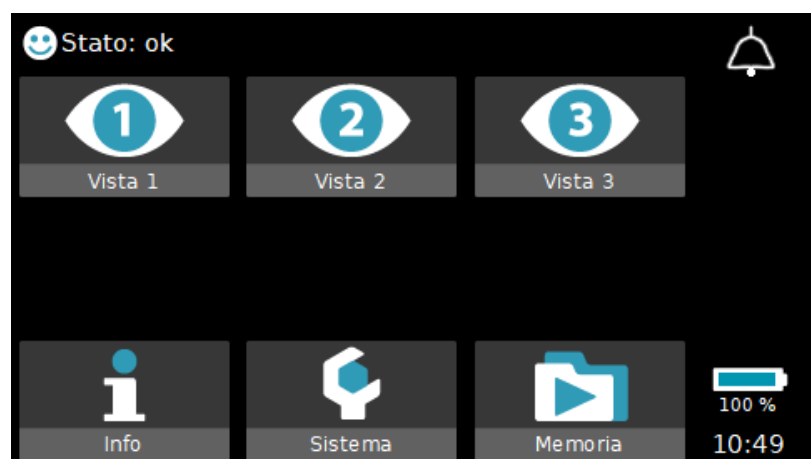 Stato: ok
1 2 3
Vista 1 Vista 2 Vista 3
Info Sistema Memoria
100 %
10:49